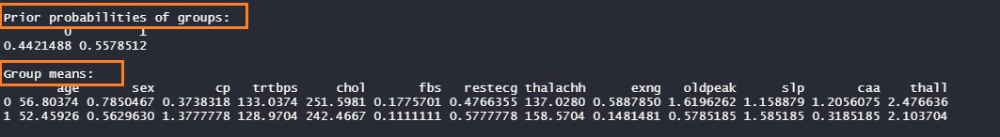 Prior probabilities of groups:
0 1
0.4421488 0.5578512
Group means:
age sex cp trtbps chol fbs restecg thalachh exng oldpeak slp caa thall
0 56.80374 0.7850467 0.3738318 133.0374 251.5981 0.1775701 0.4766355 137.0280 0.5887850 1.6196262 1.158879 1.2056075 2.476636
1 52.45926 0.5629630 1.3777778 128.9704 242.4667 0.1111111 0.5777778 158.5704 0.1481481 0.5785185 1.585185 0.3185185 2.103704